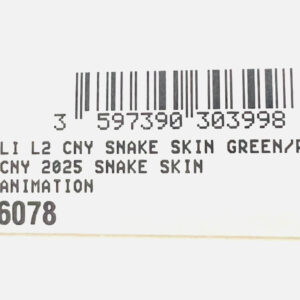 3 597390 303998
LI L2 CNY SNAKE SKIN GREEN/
CNY 2025 SNAKE SKIN
ANIMATION
6078